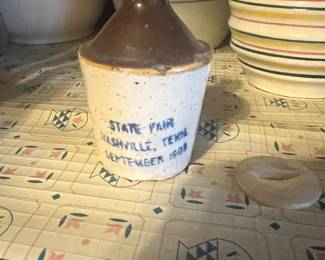 STATE FAIR
NASHVILLE, TENN.
SEPTEMBER 1908